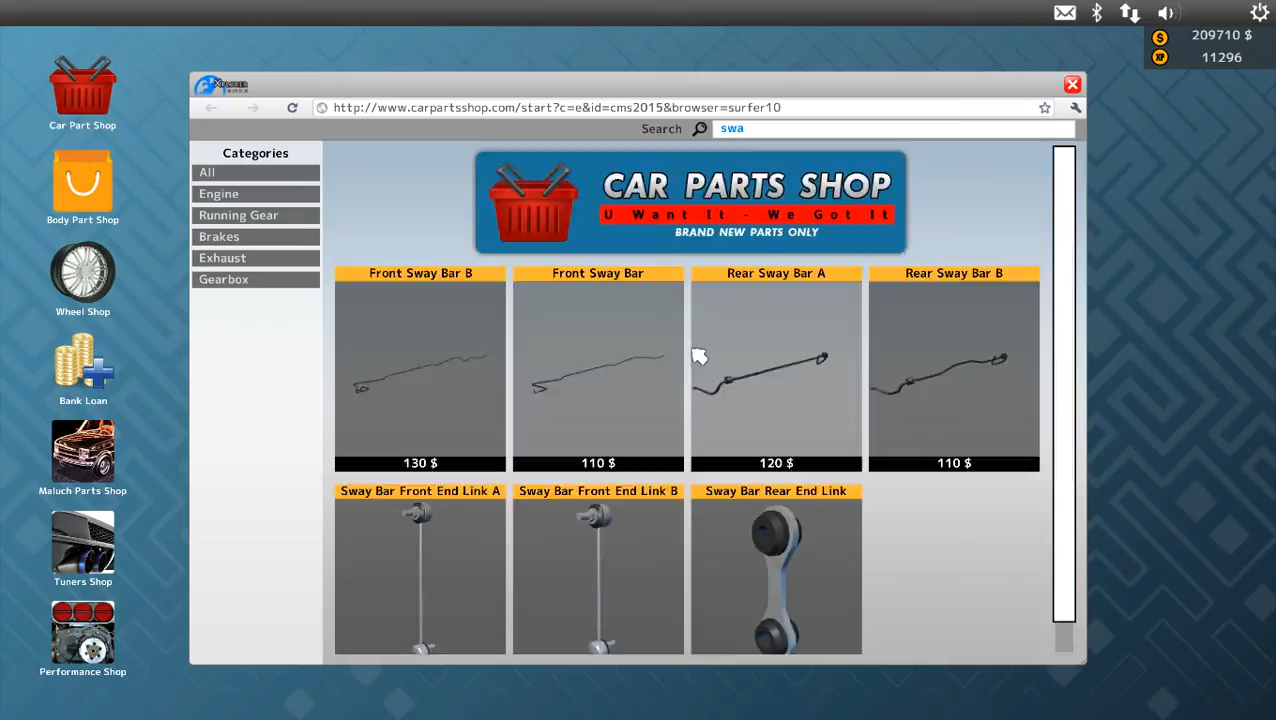 209710 $
11296
Car Part Shop
Body Part Shop
Wheel Shop
Bank Loan
Maluch Parts Shop
Tuners Shop
Performance Shop
http://www.carpartsshop.com/start?c=e&id=cms2015&browser=surfer10
Search swa
Categories
All
Engine
Running Gear
Brakes
Exhaust
Gearbox
CAR PARTS SHOP
U Want It - We Got It
BRAND NEW PARTS ONLY
Front Sway Bar B
Front Sway Bar
Rear Sway Bar A
Rear Sway Bar B
130 $
110 $
120 $
110 $
Sway Bar Front End Link A
Sway Bar Front End Link B
Sway Bar Rear End Link